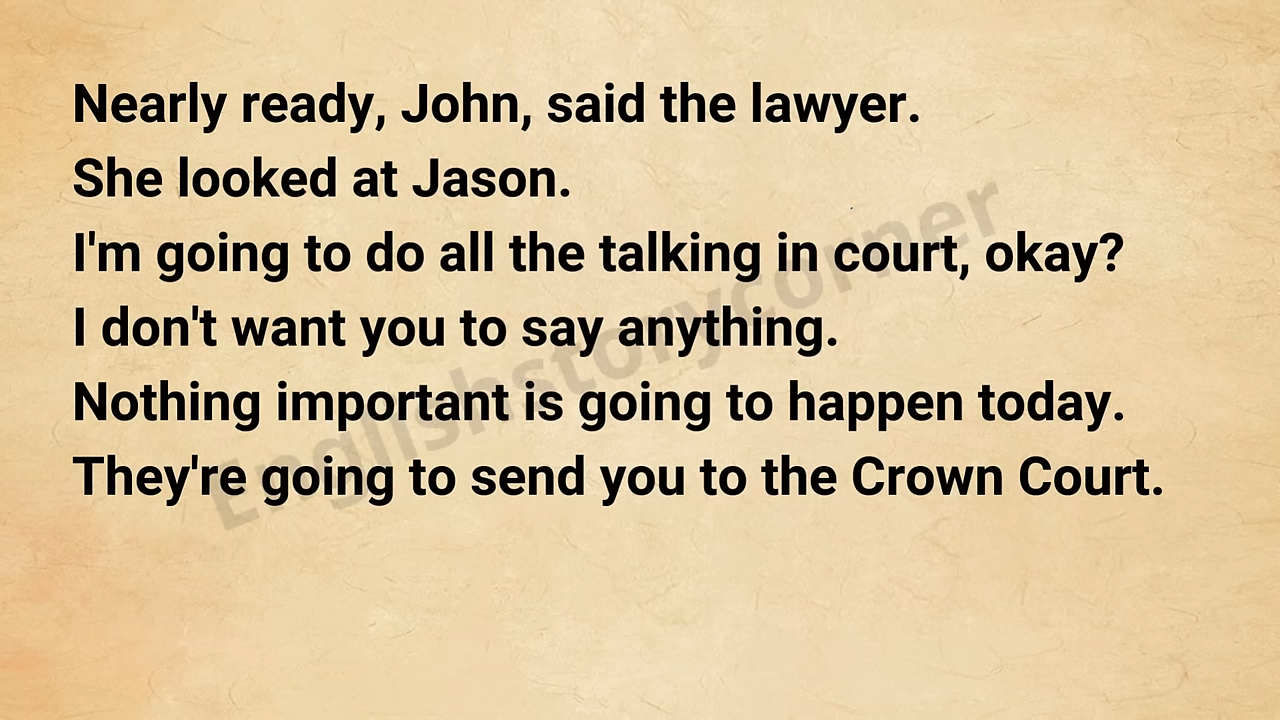 Nearly ready, John, said the lawyer.
She looked at Jason.
I'm going to do all the talking in court, okay?
I don't want you to say anything.
Nothing important is going to happen today.
They're going to send you to the Crown Court.
Englishstorycorner